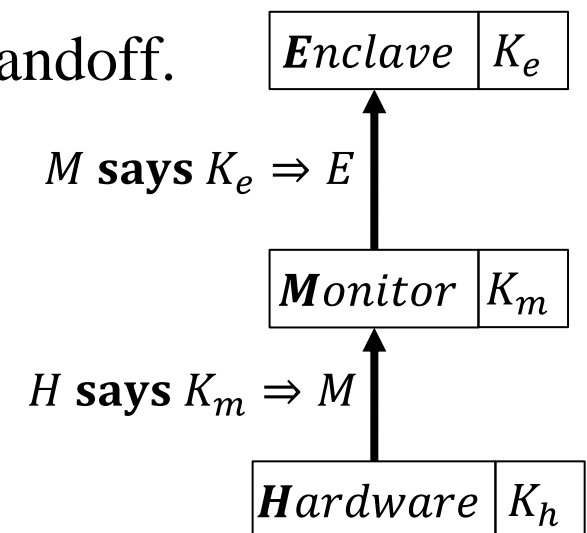 andoff.
Enclave K_e
M says K_e ⇒ E
Monitor K_m
H says K_m ⇒ M
Hardware K_h